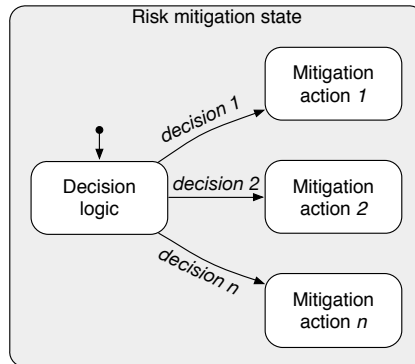 Risk mitigation state
Mitigation
action 1
decision 1
Decision
logic
decision 2
Mitigation
action 2
decision n
Mitigation
action n